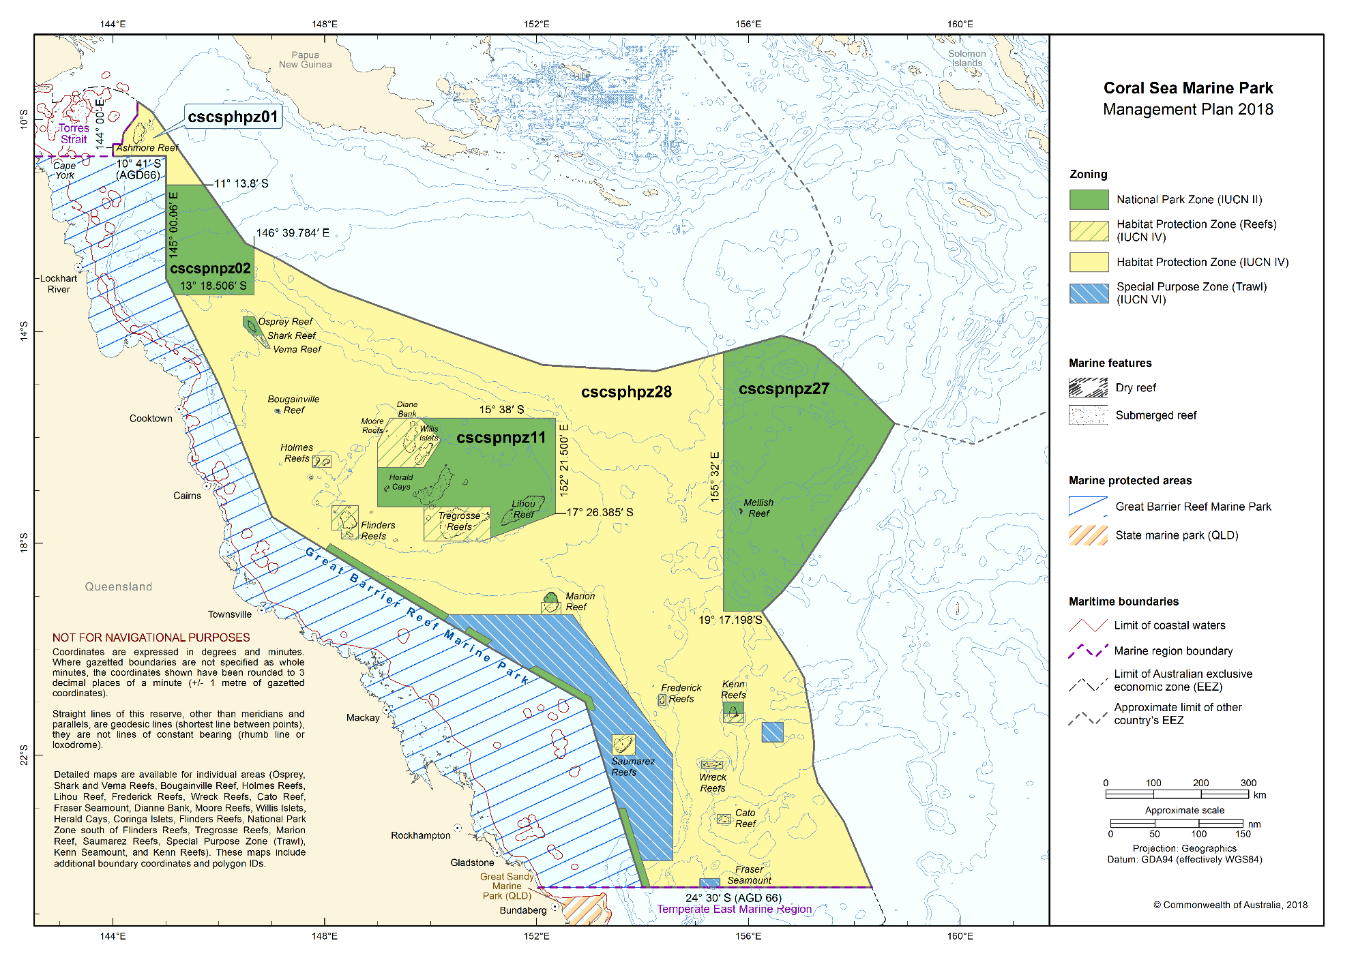 144°E
148°E
152°E
156°E
160°E
10°S
14°S
18°S
22°S
Papua
New Guinea
Solomon
Islands
cscsphpz01
144° 00' E
Torres
Strait
Ashmore Reef
Cape
York
10° 41' S
(AGD66)
11° 13.8' S
145° 00.06' E
146° 39.784' E
cscspnpz02
13° 18.506' S
Lockhart
River
Osprey Reef
Shark Reef
Vema Reef
cscsphpz28
cscspnpz27
Bougainville
Reef
Cooktown
Diane
Bank
Moore
Reefs
Willis
Islets
15° 38' S
cscspnpz11
152° 21 500' E
155° 32' E
Holmes
Reefs
Herald
Cays
Cairns
Lihou
Reef
17° 26.385' S
Mellish
Reef
Tregrosse
Reefs
Flinders
Reefs
Great Barrier Reef Marine Park
Queensland
Marion
Reef
Townsville
19° 17.198'S
NOT FOR NAVIGATIONAL PURPOSES
Coordinates are expressed in degrees and minutes.
Where gazetted boundaries are not specified as whole
minutes, the coordinates shown have been rounded to 3
decimal places of a minute (+/- 1 metre of gazetted
coordinates).
Straight lines of this reserve, other than meridians and
parallels, are geodesic lines (shortest line between points),
they are not lines of constant bearing (rhumb line or
loxodrome).
Detailed maps are available for individual areas (Osprey,
Shark and Vema Reefs, Bougainville Reef, Holmes Reefs,
Lihou Reef, Frederick Reefs, Wreck Reefs, Cato Reef,
Fraser Seamount, Dianne Bank, Moore Reefs, Willis Islets,
Herald Cays, Coringa Islets, Flinders Reefs, National Park
Zone south of Flinders Reefs, Tregrosse Reefs, Marion
Reef, Saumarez Reefs, Special Purpose Zone (Trawl),
Kenn Seamount, and Kenn Reefs). These maps include
additional boundary coordinates and polygon IDs.
Mackay
Frederick
Reefs
Kenn
Reefs
Saumarez
Reefs
Wreck
Reefs
Cato
Reef
Rockhampton
Gladstone
Fraser
Seamount
Great Sandy
Marine
Park (QLD)
Bundaberg
24° 30' S (AGD 66)
Temperate East Marine Region
144°E
148°E
152°E
156°E
160°E
Coral Sea Marine Park
Management Plan 2018
Zoning
National Park Zone (IUCN II)
Habitat Protection Zone (Reefs)
(IUCN IV)
Habitat Protection Zone (IUCN IV)
Special Purpose Zone (Trawl)
(IUCN VI)
Marine features
Dry reef
Submerged reef
Marine protected areas
Great Barrier Reef Marine Park
State marine park (QLD)
Maritime boundaries
Limit of coastal waters
Marine region boundary
Limit of Australian exclusive
economic zone (EEZ)
Approximate limit of other
country's EEZ
0 100 200 300
km
Approximate scale
nm
0 50 100 150
Projection: Geographics
Datum: GDA94 (effectively WGS84)
© Commonwealth of Australia, 2018